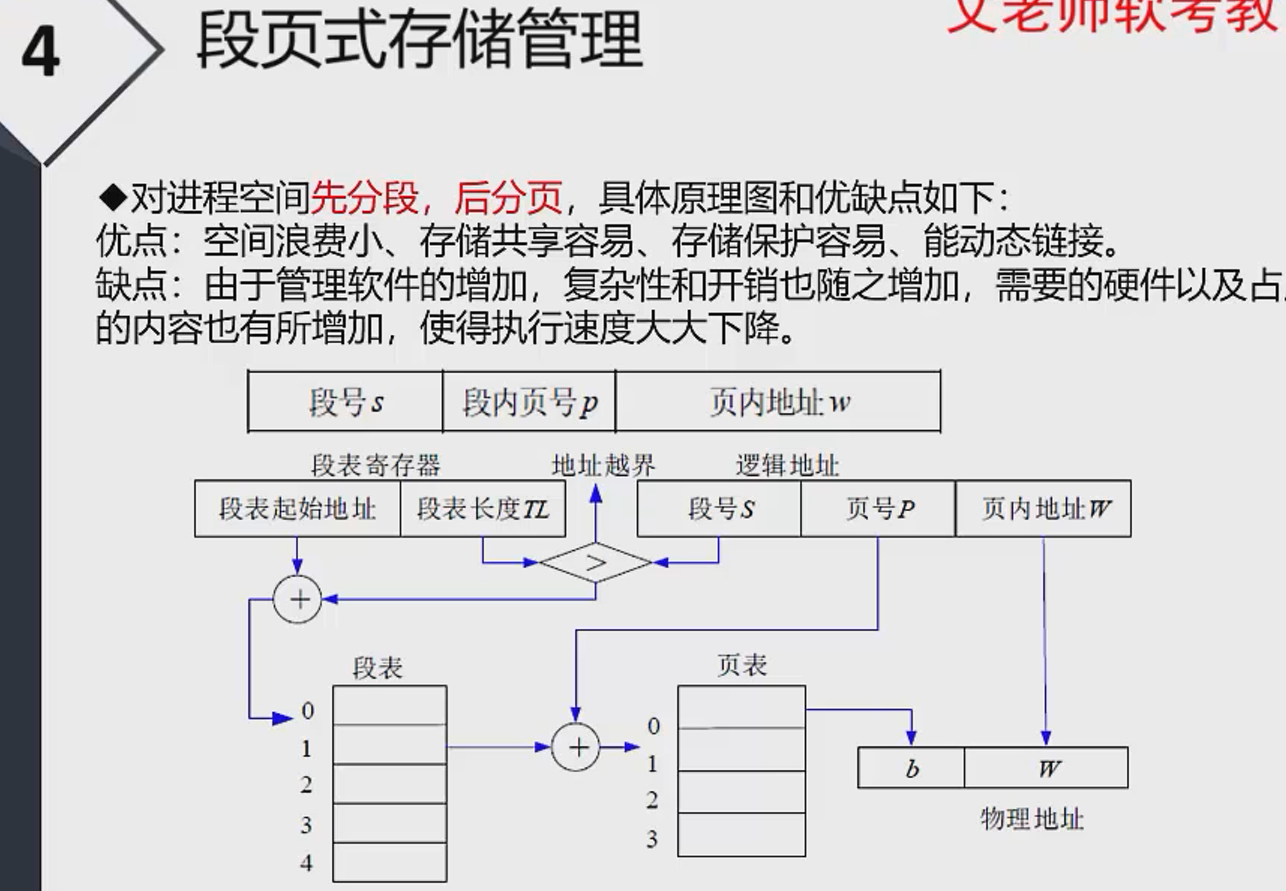 4
段页式存储管理
文老师软考教
◆对进程空间先分段，后分页，具体原理图和优缺点如下：
优点：空间浪费小、存储共享容易、存储保护容易、能动态链接。
缺点：由于管理软件的增加，复杂性和开销也随之增加，需要的硬件以及占
的内容也有所增加，使得执行速度大大下降。
段号s 段内页号p 页内地址w
段表寄存器 地址越界 逻辑地址
段表起始地址 段表长度TL 段号S 页号P 页内地址W
>
+
段表 页表
0
1
2
3
4
+
0
1
2
3
b W
物理地址